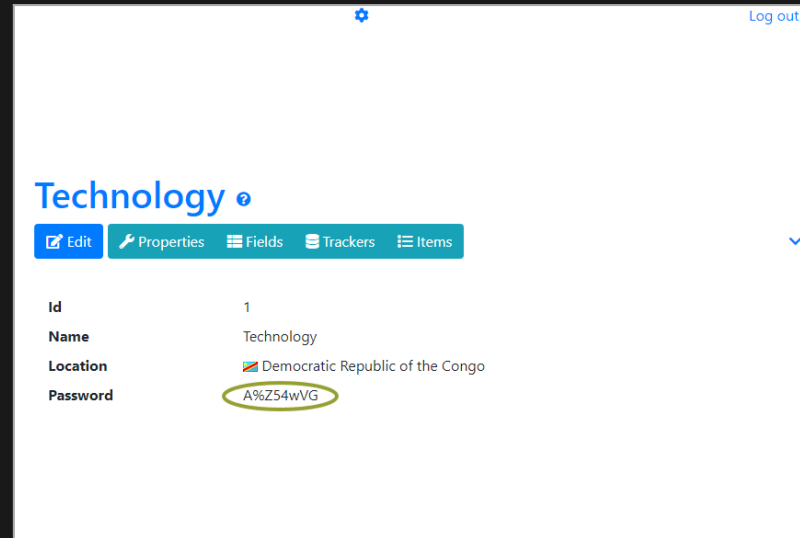 Log out
Technology
Edit Properties Fields Trackers Items
Id 1
Name Technology
Location Democratic Republic of the Congo
Password A%Z54wVG